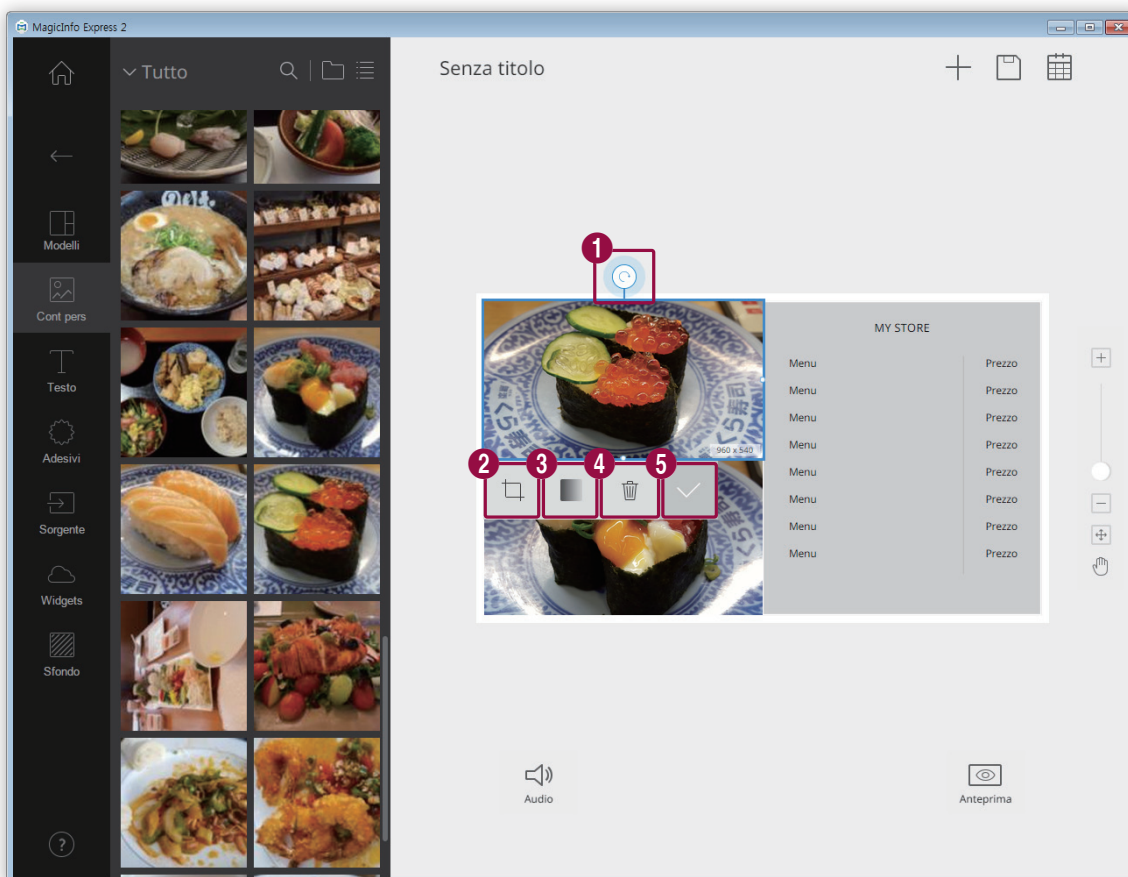 MagicInfo Express 2
Tutto
Senza titolo
Modelli
Cont pers
Testo
Adesivi
Sorgente
Widgets
Sfondo
?
1
MY STORE
Menu Prezzo
Menu Prezzo
Menu Prezzo
Menu Prezzo
Menu Prezzo
Menu Prezzo
Menu Prezzo
Menu Prezzo
960 x 540
2 3 4 5
Audio
Anteprima